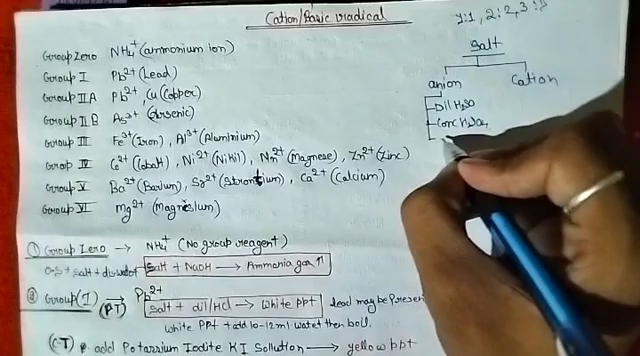 Cation/Basic radical
1:1, 2:2, 3:
Salt
anion
Cation
Dil H2SO
Conc H2SO4
Group Zero NH4+ (ammonium ion)
Group I Pb2+ (Lead)
Group II A Pb2+, Cu (Copper)
Group II B As3+ (Arsenic)
Group III Fe3+ (Iron), Al3+ (Aluminium)
Group IV Co2+ (Cobalt), Ni2+ (Nikil), Mn2+ (Magnese), Zn2+ (Zinc)
Group V Ba2+ (Barium), Sr2+ (Strontium), Ca2+ (Calcium)
Group VI Mg2+ (Magnesium)
① Group Zero → NH4+ (No group reagent)
salt + Salt + NaOH → Ammonia gas ↑
② Group (I) → Pb2+
(PT) Salt + dil/HCl → White ppt lead may be Presen
white PPt + add 10-12 ml water then boil.
(CT) add Potassium Iodite KI Sollution → yellow ppt